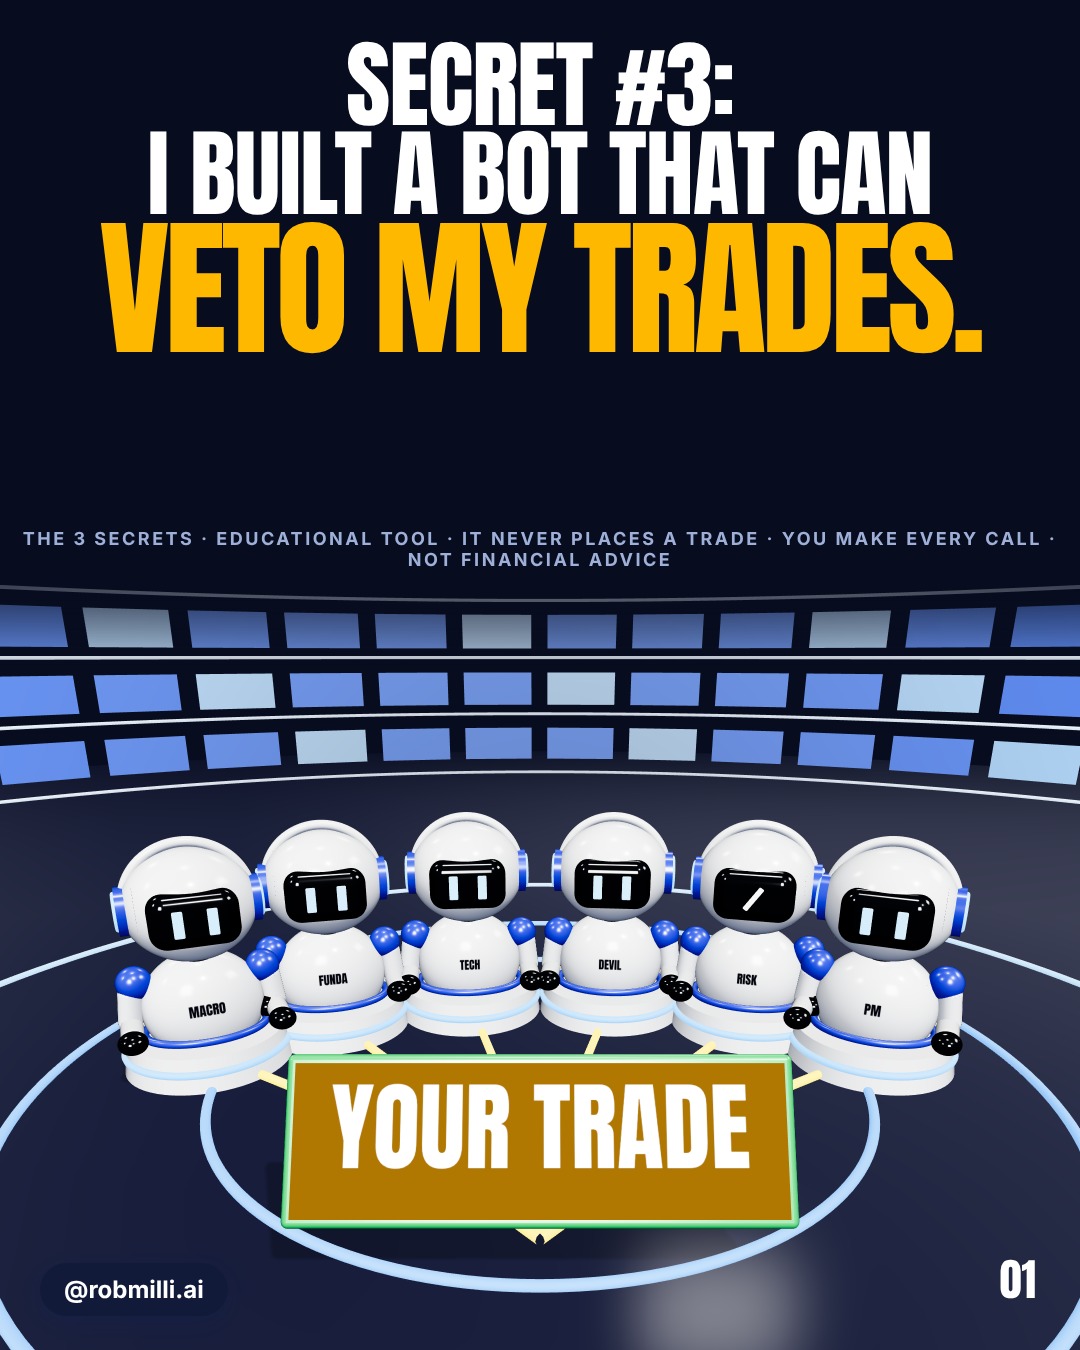 SECRET #3:
I BUILT A BOT THAT CAN
VETO MY TRADES.
THE 3 SECRETS · EDUCATIONAL TOOL · IT NEVER PLACES A TRADE · YOU MAKE EVERY CALL ·
NOT FINANCIAL ADVICE
MACRO
FUNDA
TECH
DEVIL
RISK
PM
YOUR TRADE
@robmilli.ai
01